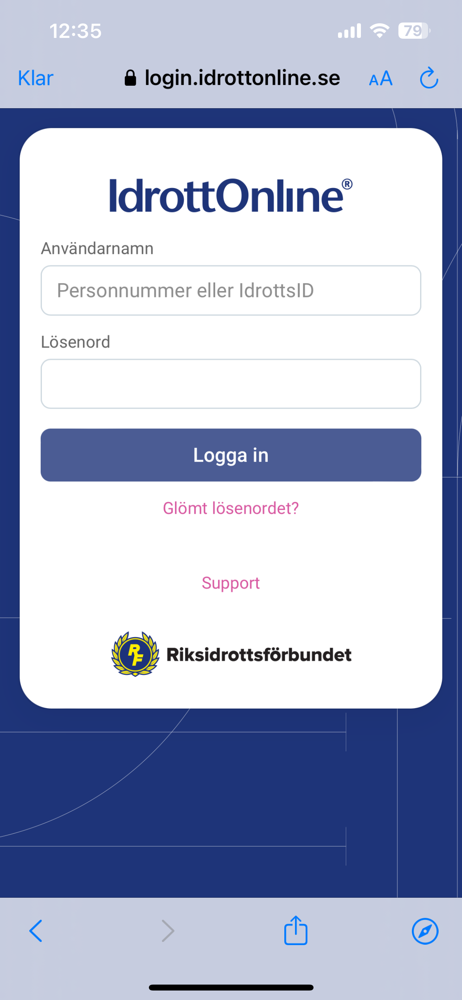 12:35
79
Klar
login.idrottonline.se
AA
IdrottOnline®
Användarnamn
Personnummer eller IdrottsID
Lösenord
Logga in
Glömt lösenordet?
Support
RF
Riksidrottsförbundet